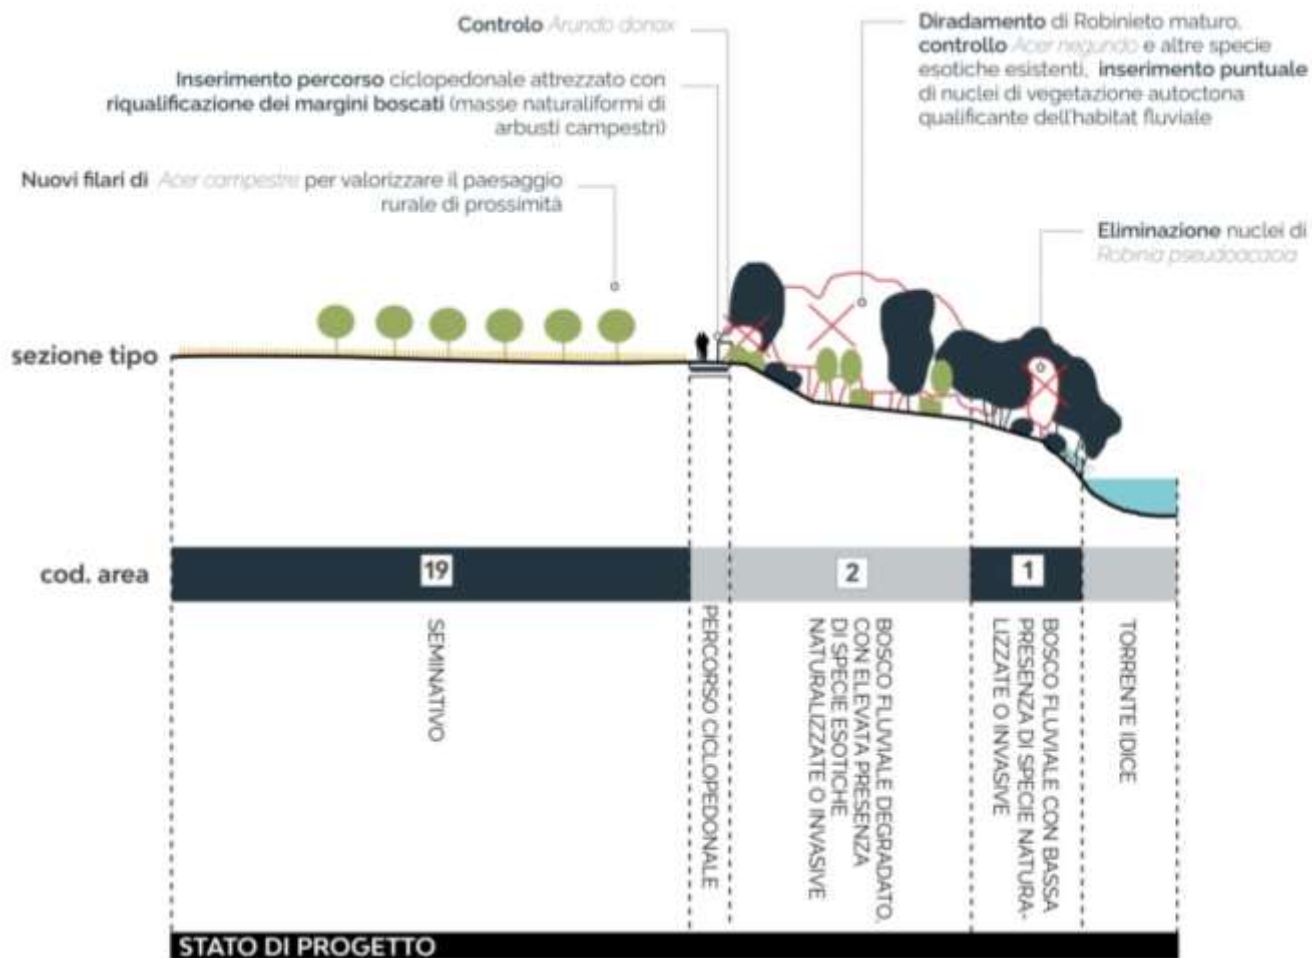 Controlo Arundo donax
Inserimento percorso ciclopedonale attrezzato con
riqualificazione dei margini boscati (masse naturaliformi di
arbusti campestri)
Nuovi filari di Acer campestre per valorizzare il paesaggio
rurale di prossimità
Diradamento di Robinieto maturo,
controllo Acer negundo e altre specie
esotiche esistenti, inserimento puntuale
di nuclei di vegetazione autoctona
qualificante dell'habitat fluviale
Eliminazione nuclei di
Robinia pseudoacacia
sezione tipo
cod. area
19
2
1
SEMINATIVO
PERCORSO CICLOPEDONALE
BOSCO FLUVIALE DEGRADATO,
CON ELEVATA PRESENZA
DI SPECIE ESOTICHE
NATURALIZZATE O INVASIVE
BOSCO FLUVIALE CON BASSA
PRESENZA DI SPECIE NATURA-
LIZZATE O INVASIVE
TORRENTE IDICE
STATO DI PROGETTO